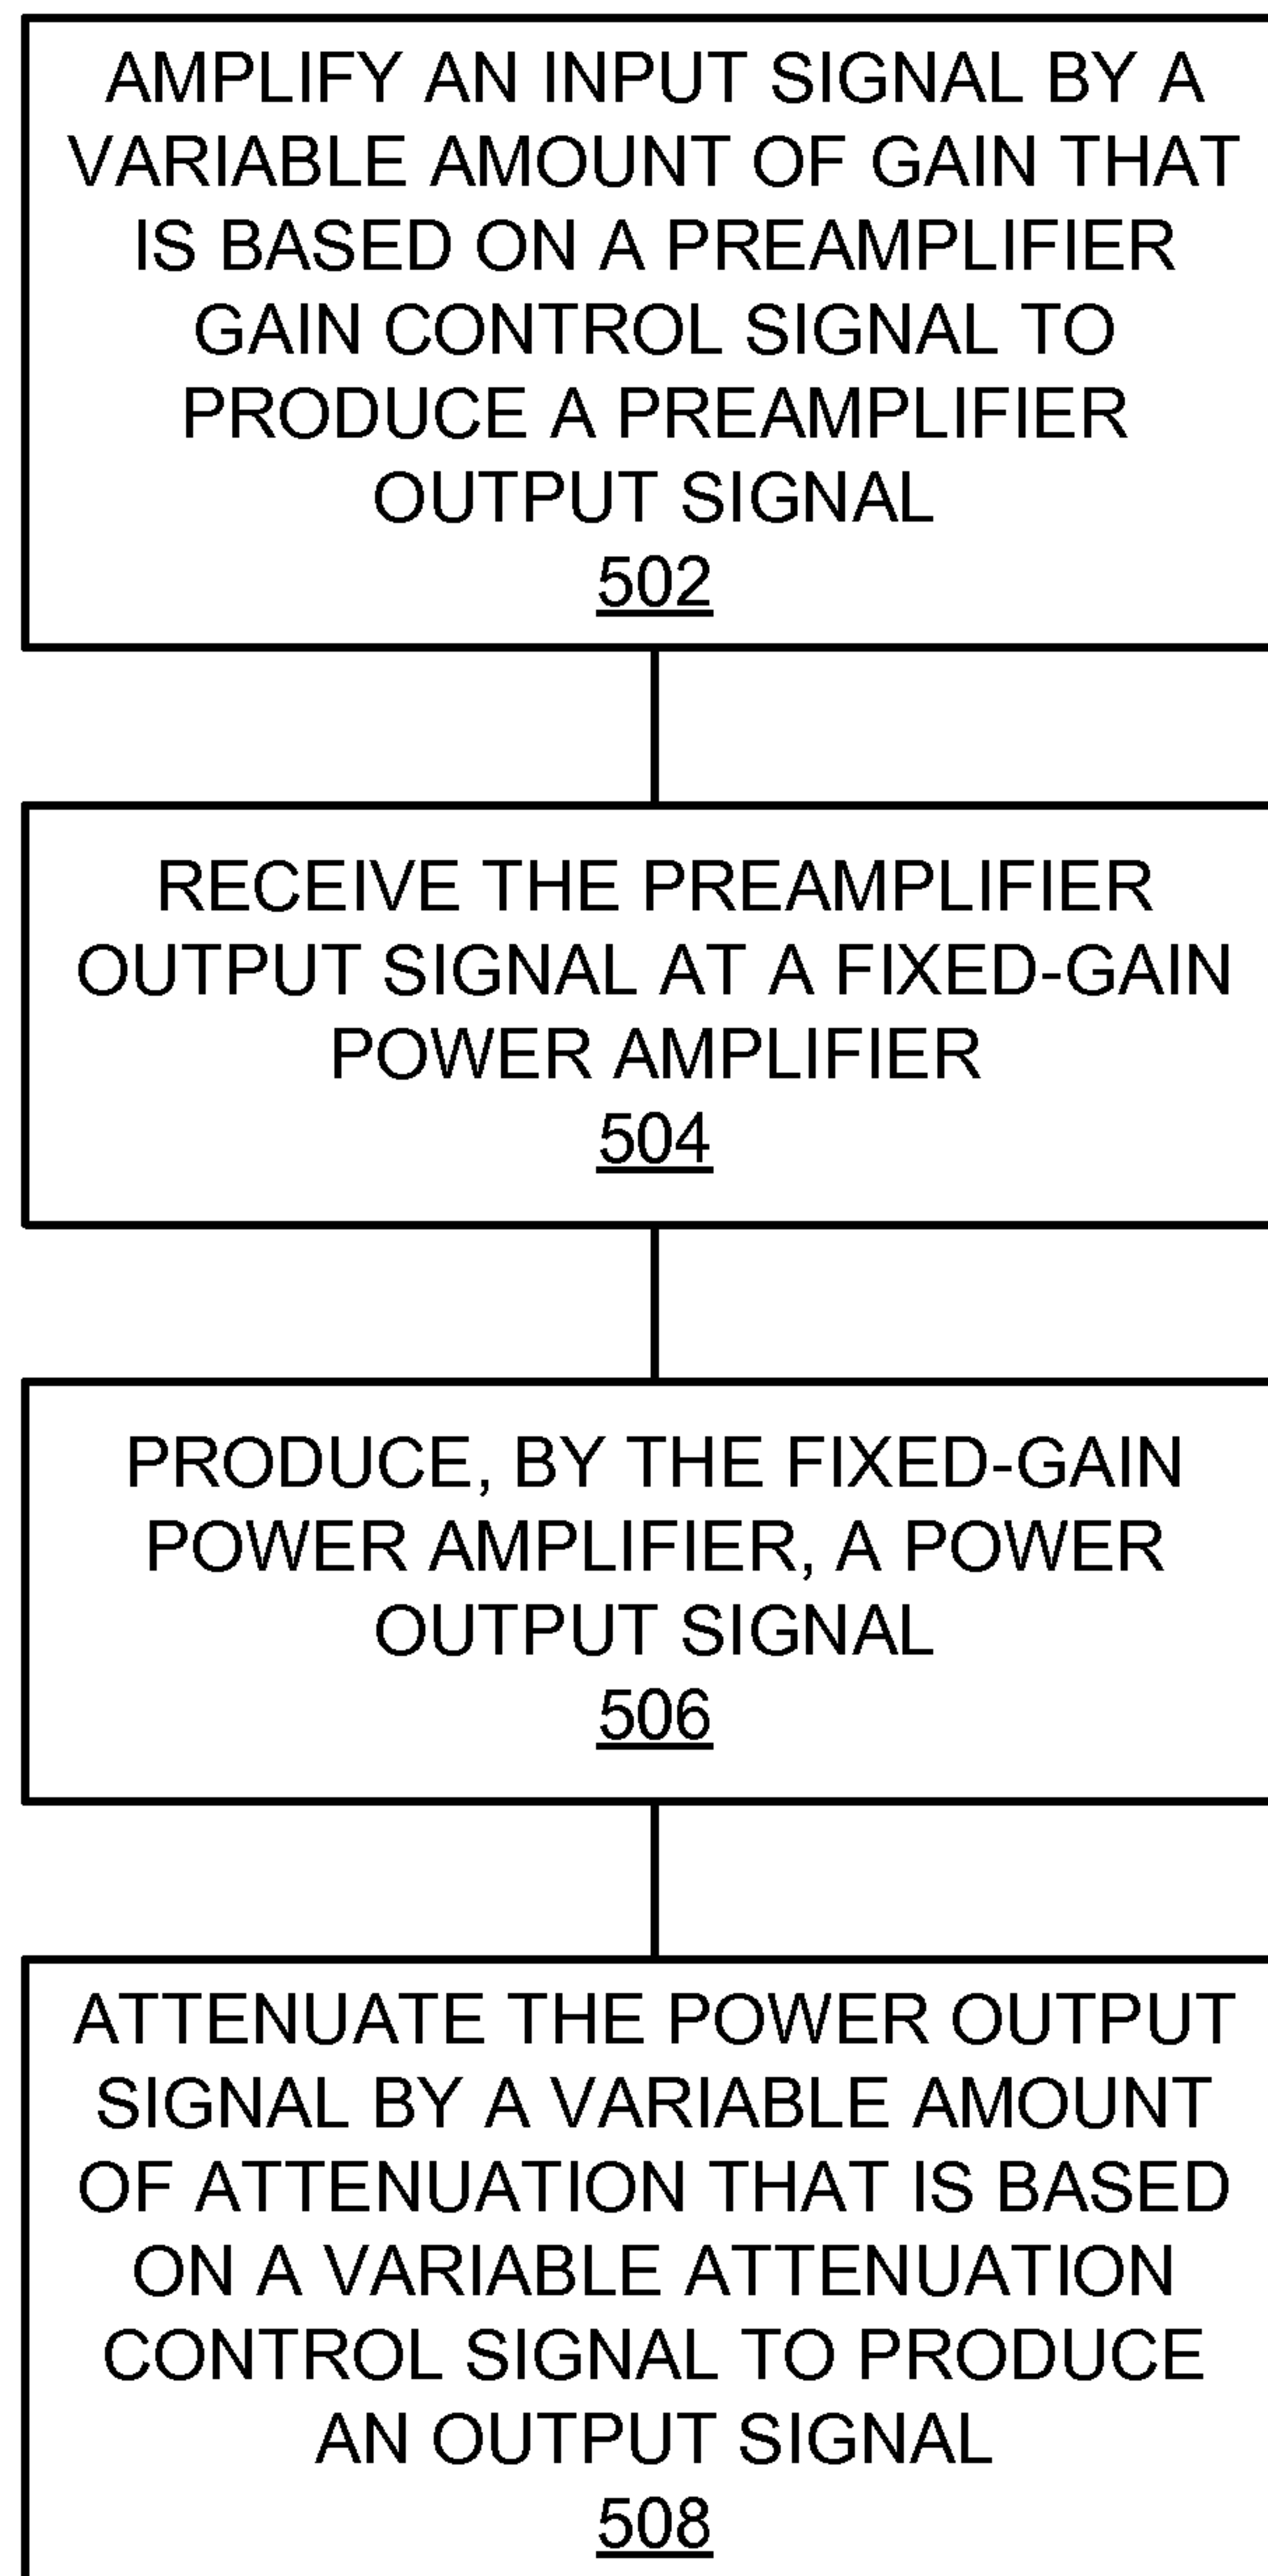 AMPLIFY AN INPUT SIGNAL BY A
VARIABLE AMOUNT OF GAIN THAT
IS BASED ON A PREAMPLIFIER
GAIN CONTROL SIGNAL TO
PRODUCE A PREAMPLIFIER
OUTPUT SIGNAL
502
RECEIVE THE PREAMPLIFIER
OUTPUT SIGNAL AT A FIXED-GAIN
POWER AMPLIFIER
504
PRODUCE, BY THE FIXED-GAIN
POWER AMPLIFIER, A POWER
OUTPUT SIGNAL
506
ATTENUATE THE POWER OUTPUT
SIGNAL BY A VARIABLE AMOUNT
OF ATTENUATION THAT IS BASED
ON A VARIABLE ATTENUATION
CONTROL SIGNAL TO PRODUCE
AN OUTPUT SIGNAL
508